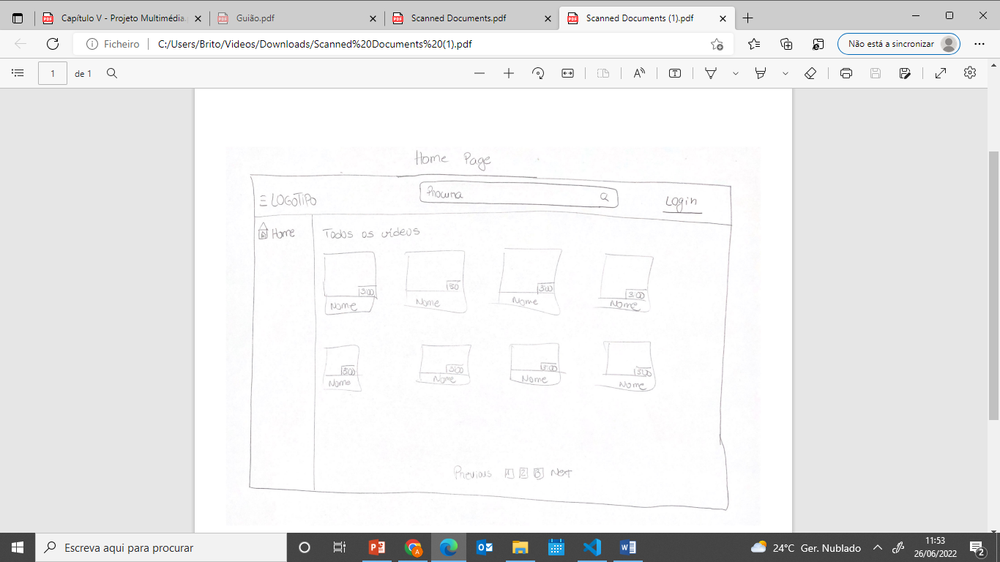 Capítulo V - Projeto Multimédia.
Guião.pdf
Scanned Documents.pdf
Scanned Documents (1).pdf
Ficheiro
C:/Users/Brito/Videos/Downloads/Scanned%20Documents%20(1).pdf
Não está a sincronizar
1 de 1
Home Page
LOGOTIPO
Procura
Login
Home
Todos os vídeos
3:00 30 3:00 3:00
Nome Nome Nome Nome
3:00 3:00 3:00 3:00
Nome Nome Nome Nome
Previous 1 2 3 Next
Escreva aqui para procurar
24°C Ger. Nublado
11:53
26/06/2022
2